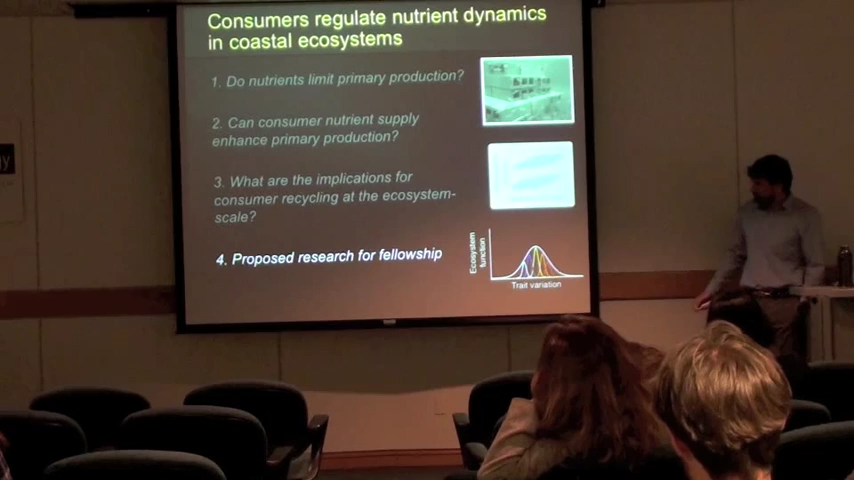 Consumers regulate nutrient dynamics
in coastal ecosystems
1. Do nutrients limit primary production?
2. Can consumer nutrient supply
enhance primary production?
3. What are the implications for
consumer recycling at the ecosystem-
scale?
4. Proposed research for fellowship
Ecosystem
function
Trait variation